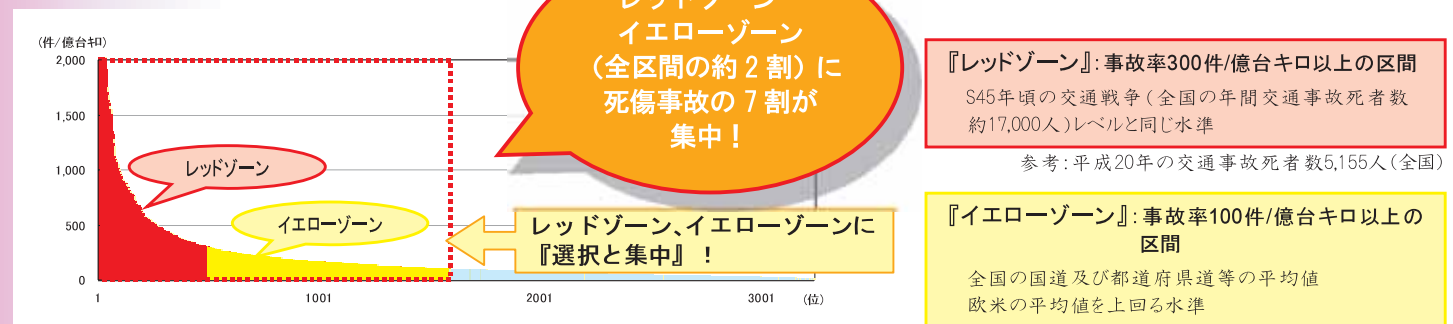 レッドゾーン
イエローゾーン
(全区間の約2割)に
死傷事故の7割が
集中!
(件/億台キロ)
2,000
1,500
1,000
500
0
1
1001
2001
3001
(位)
レッドゾーン
イエローゾーン
レッドゾーン、イエローゾーンに
『選択と集中』!
『レッドゾーン』:事故率300件/億台キロ以上の区間
S45年頃の交通戦争(全国の年間交通事故死者数
約17,000人)レベルと同じ水準
参考:平成20年の交通事故死者数5,155人(全国)
『イエローゾーン』:事故率100件/億台キロ以上の
区間
全国の国道及び都道府県道等の平均値
欧米の平均値を上回る水準